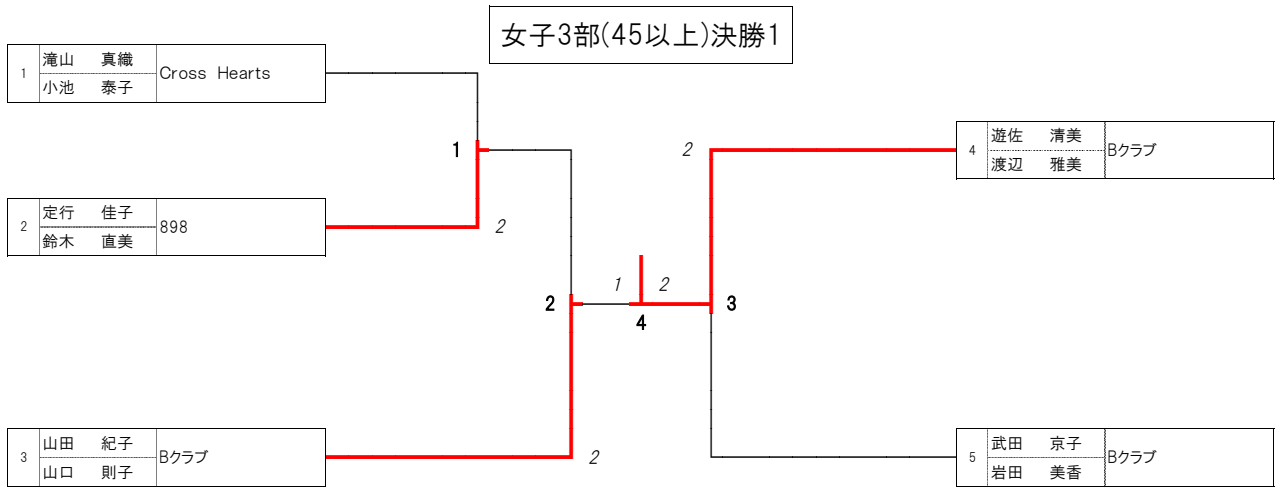 女子3部(45以上)決勝1
1 滝山 真織 Cross Hearts
小池 泰子
1
2 定行 佳子 898
鈴木 直美
2
2
1 2
4
3 山田 紀子 Bクラブ
山口 則子
2
2
4 遊佐 清美 Bクラブ
渡辺 雅美
3
5 武田 京子 Bクラブ
岩田 美香